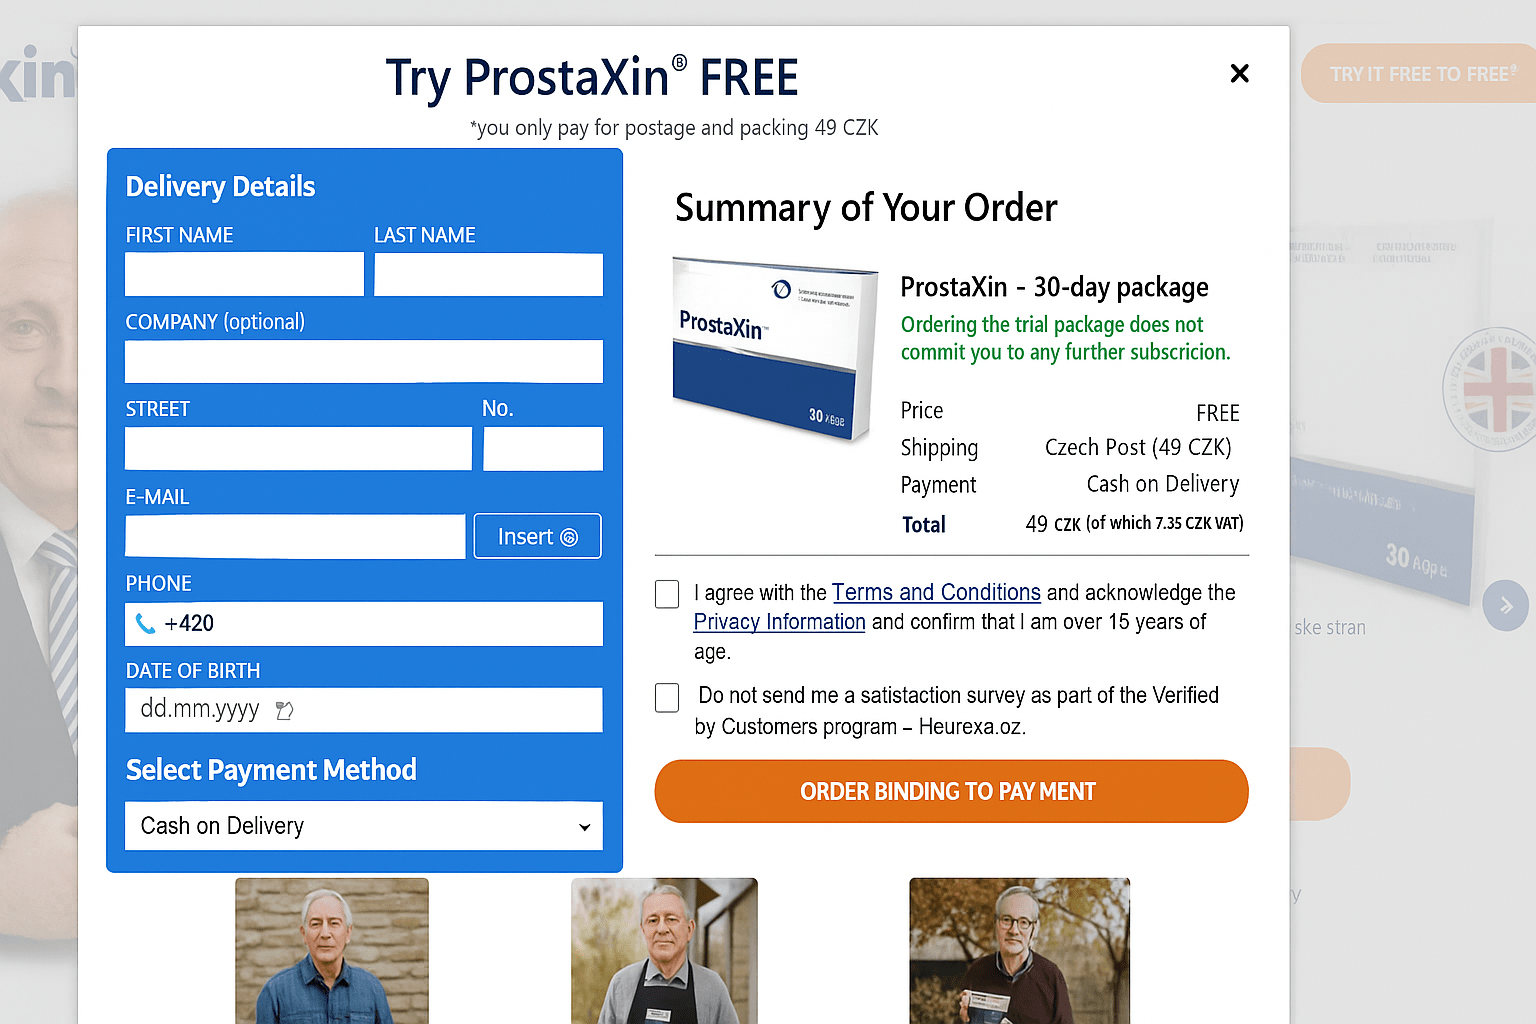 xin
TRY IT FREE TO FREE
Try ProstaXin® FREE
*you only pay for postage and packing 49 CZK
Delivery Details
FIRST NAME
LAST NAME
COMPANY (optional)
STREET
No.
E-MAIL
Insert
PHONE
+420
DATE OF BIRTH
dd.mm.yyyy
Select Payment Method
Cash on Delivery
Summary of Your Order
ProstaXin™
30
ProstaXin - 30-day package
Ordering the trial package does not
commit you to any further subscricion.
Price FREE
Shipping Czech Post (49 CZK)
Payment Cash on Delivery
Total 49 CZK (of which 7.35 CZK VAT)
I agree with the Terms and Conditions and acknowledge the
Privacy Information and confirm that I am over 15 years of
age.
Do not send me a satistaction survey as part of the Verified
by Customers program – Heurexa.oz.
ORDER BINDING TO PAYMENT
30
ske stran
y